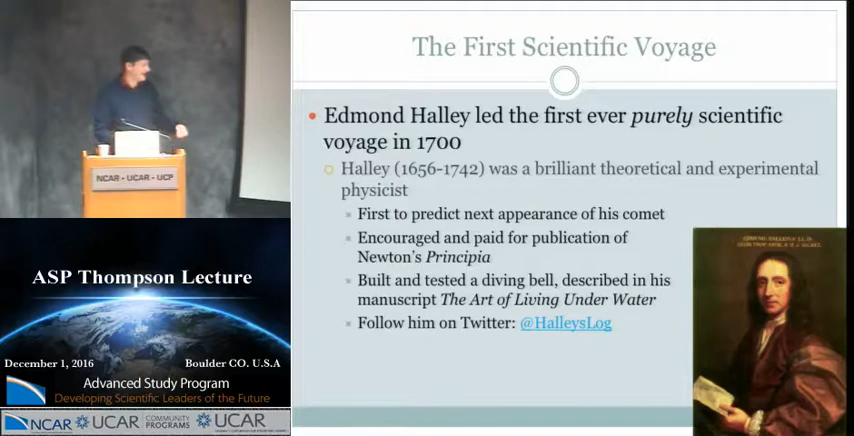 The First Scientific Voyage
• Edmond Halley led the first ever purely scientific
voyage in 1700
Halley (1656-1742) was a brilliant theoretical and experimental
physicist
First to predict next appearance of his comet
Encouraged and paid for publication of
Newton's Principia
Built and tested a diving bell, described in his
manuscript The Art of Living Under Water
Follow him on Twitter: @HalleysLog
NCAR · UCAR · UCP
ASP Thompson Lecture
December 1, 2016
Boulder CO. U.S.A
Advanced Study Program
Developing Scientific Leaders of the Future
NCAR
UCAR
COMMUNITY
PROGRAMS
UCAR